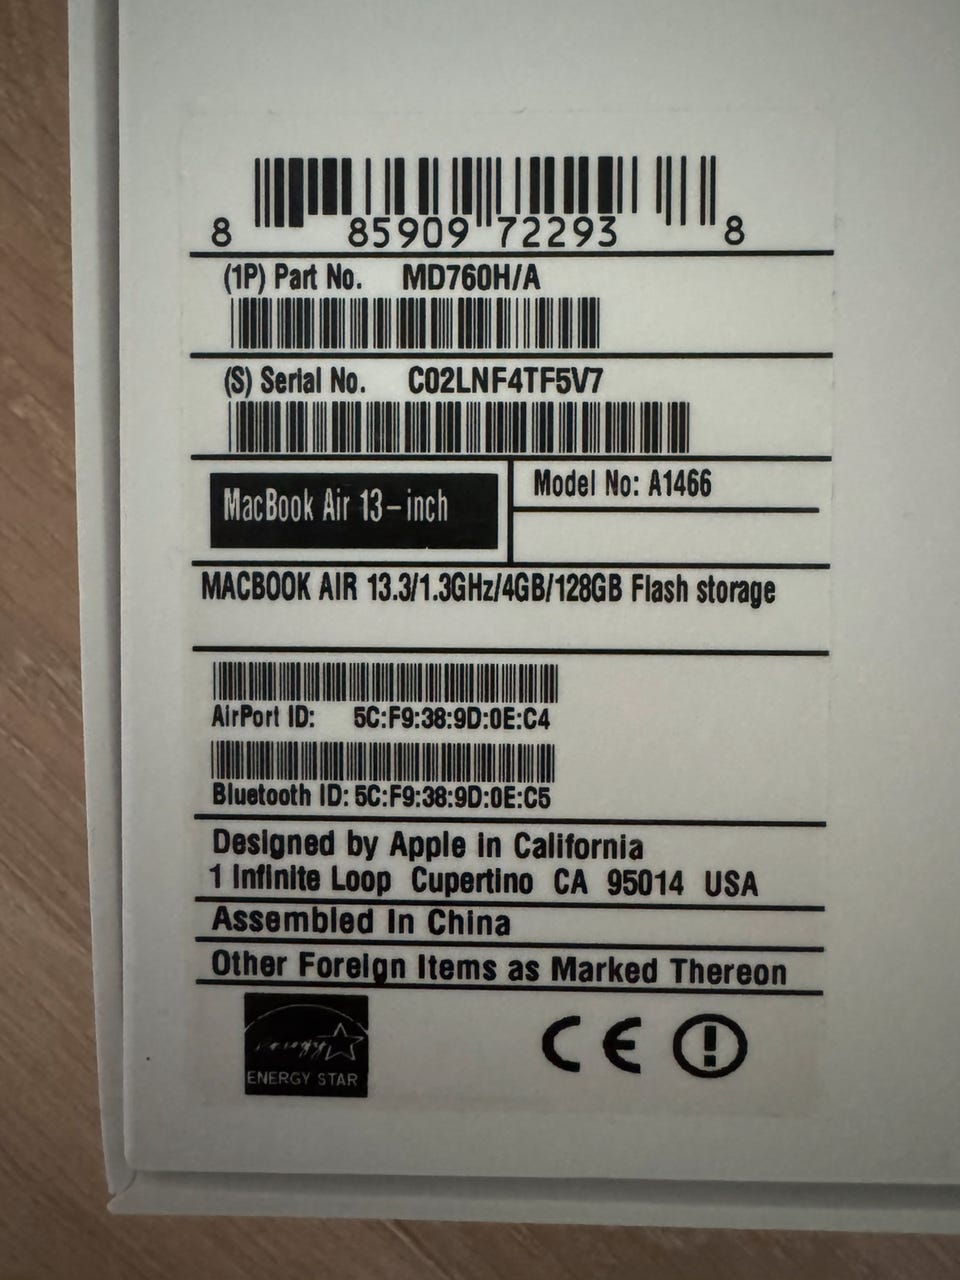 8 85909 72293 8
(1P) Part No. MD760H/A
(S) Serial No. C02LNF4TF5V7
MacBook Air 13-inch
Model No: A1466
MACBOOK AIR 13.3/1.3GHz/4GB/128GB Flash storage
AirPort ID: 5C:F9:38:9D:0E:C4
Bluetooth ID: 5C:F9:38:9D:0E:C5
Designed by Apple in California
1 Infinite Loop Cupertino CA 95014 USA
Assembled In China
Other Foreign Items as Marked Thereon
energy
ENERGY STAR
CE